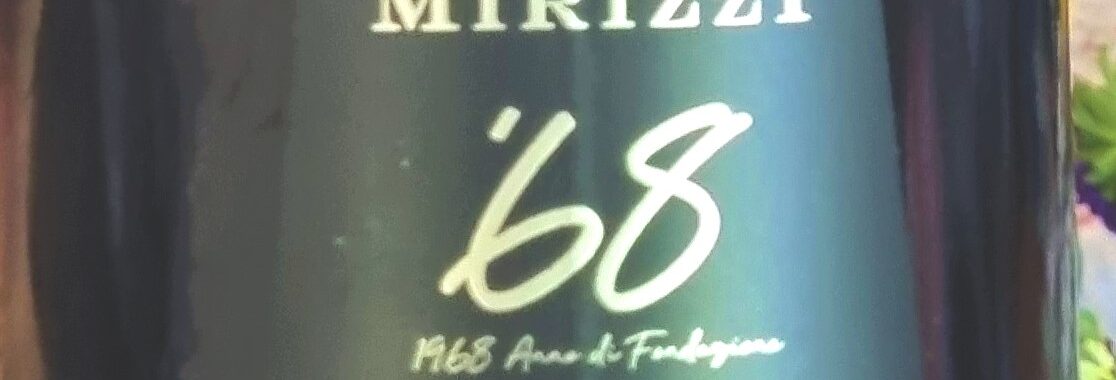 MIRIZZI
'68
1968 Anno di Fondazione